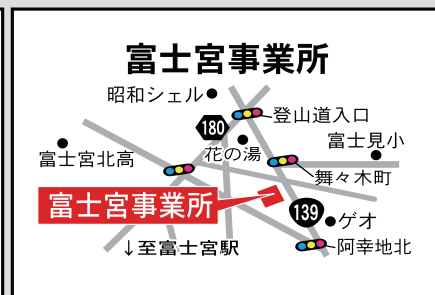 富士宮事業所
昭和シェル
登山道入口
180
富士見小
花の湯
富士宮北高
舞々木町
富士宮事業所
139
ゲオ
↓至富士宮駅
阿幸地北